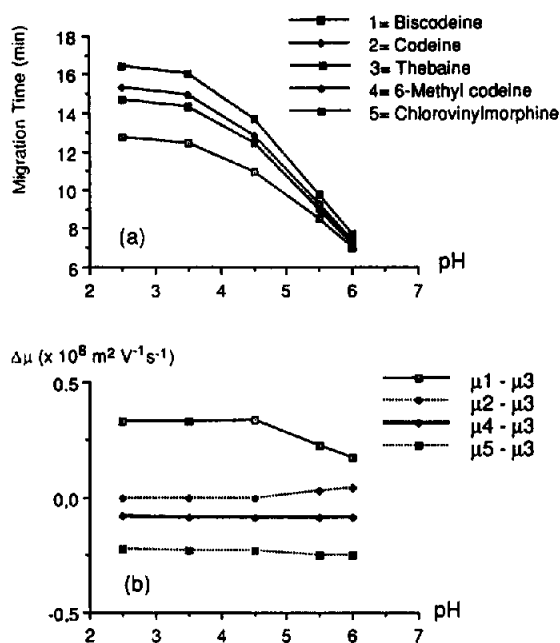 1= Biscodeine
2= Codeine
3= Thebaine
4= 6-Methyl codeine
5= Chlorovinylmorphine
Migration Time (min)
18
16
14
12
10
8
6
(a)
2 3 4 5 6 7
pH
Δμ (x 10⁸ m² V⁻¹s⁻¹)
μ1 - μ3
μ2 - μ3
μ4 - μ3
μ5 - μ3
0.5
0,0
-0.5
(b)
pH
2 3 4 5 6 7